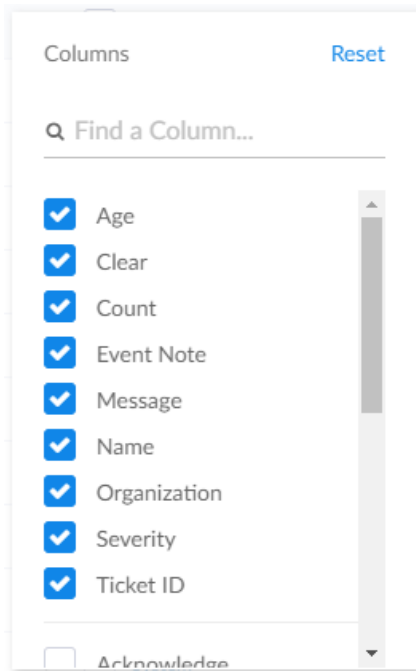 Columns Reset
Find a Column...
Age
Clear
Count
Event Note
Message
Name
Organization
Severity
Ticket ID
Acknowledge